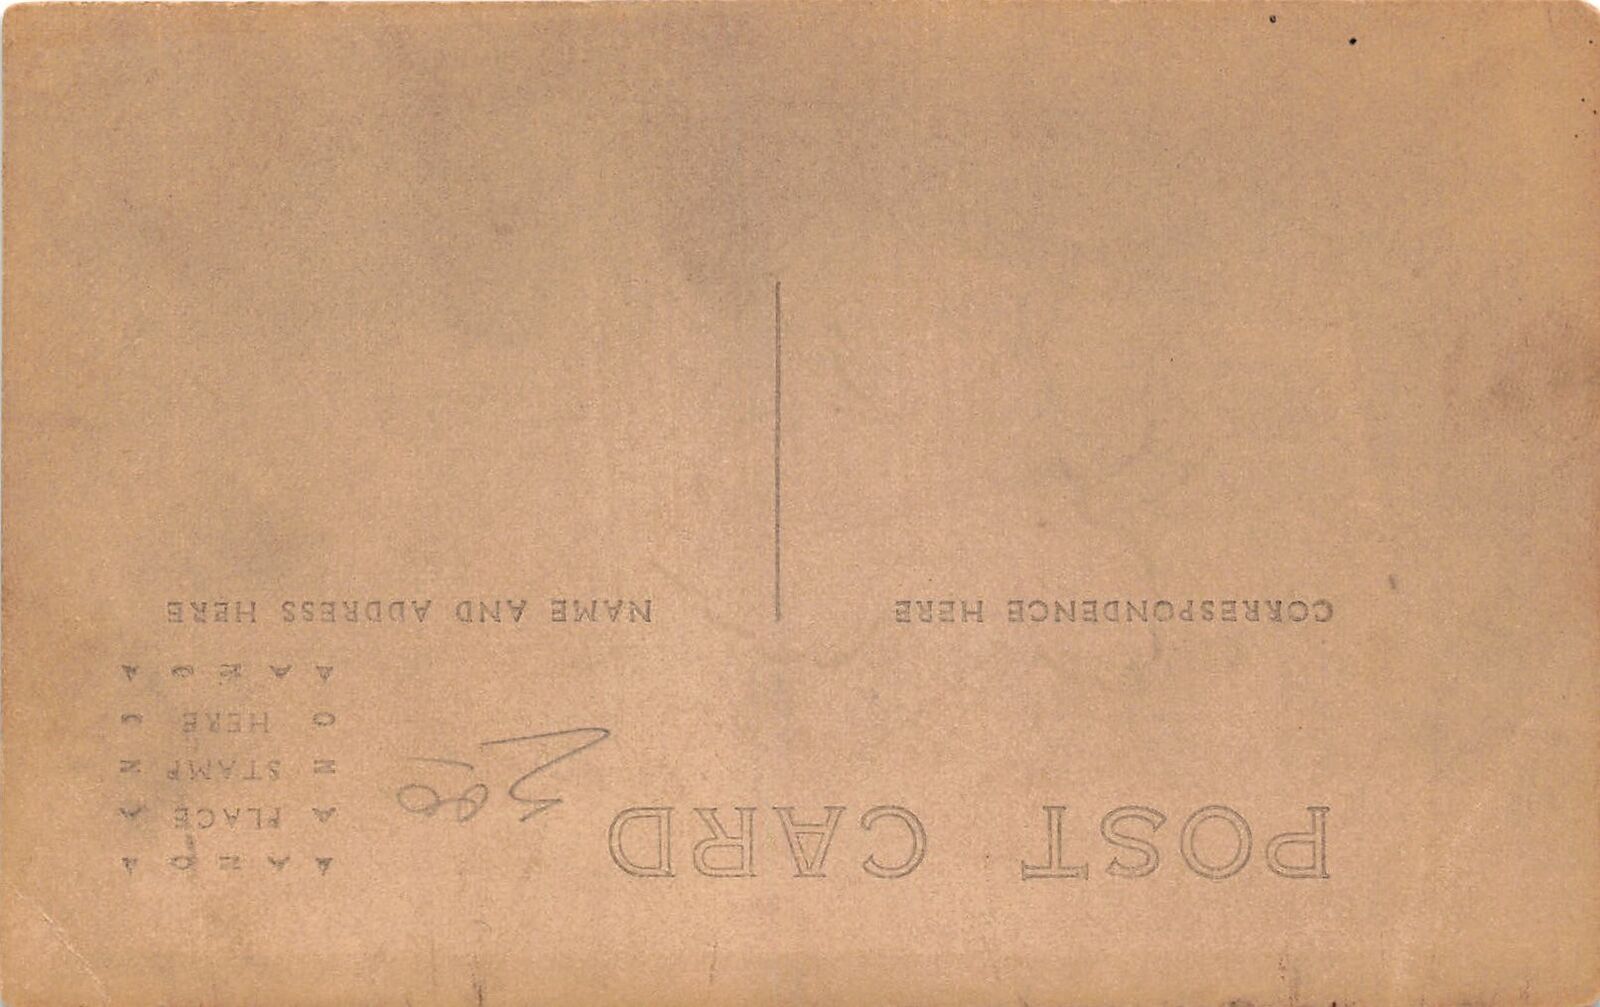 POST CARD
PLACE
STAMP
HERE
CORRESPONDENCE HERE
NAME AND ADDRESS HERE